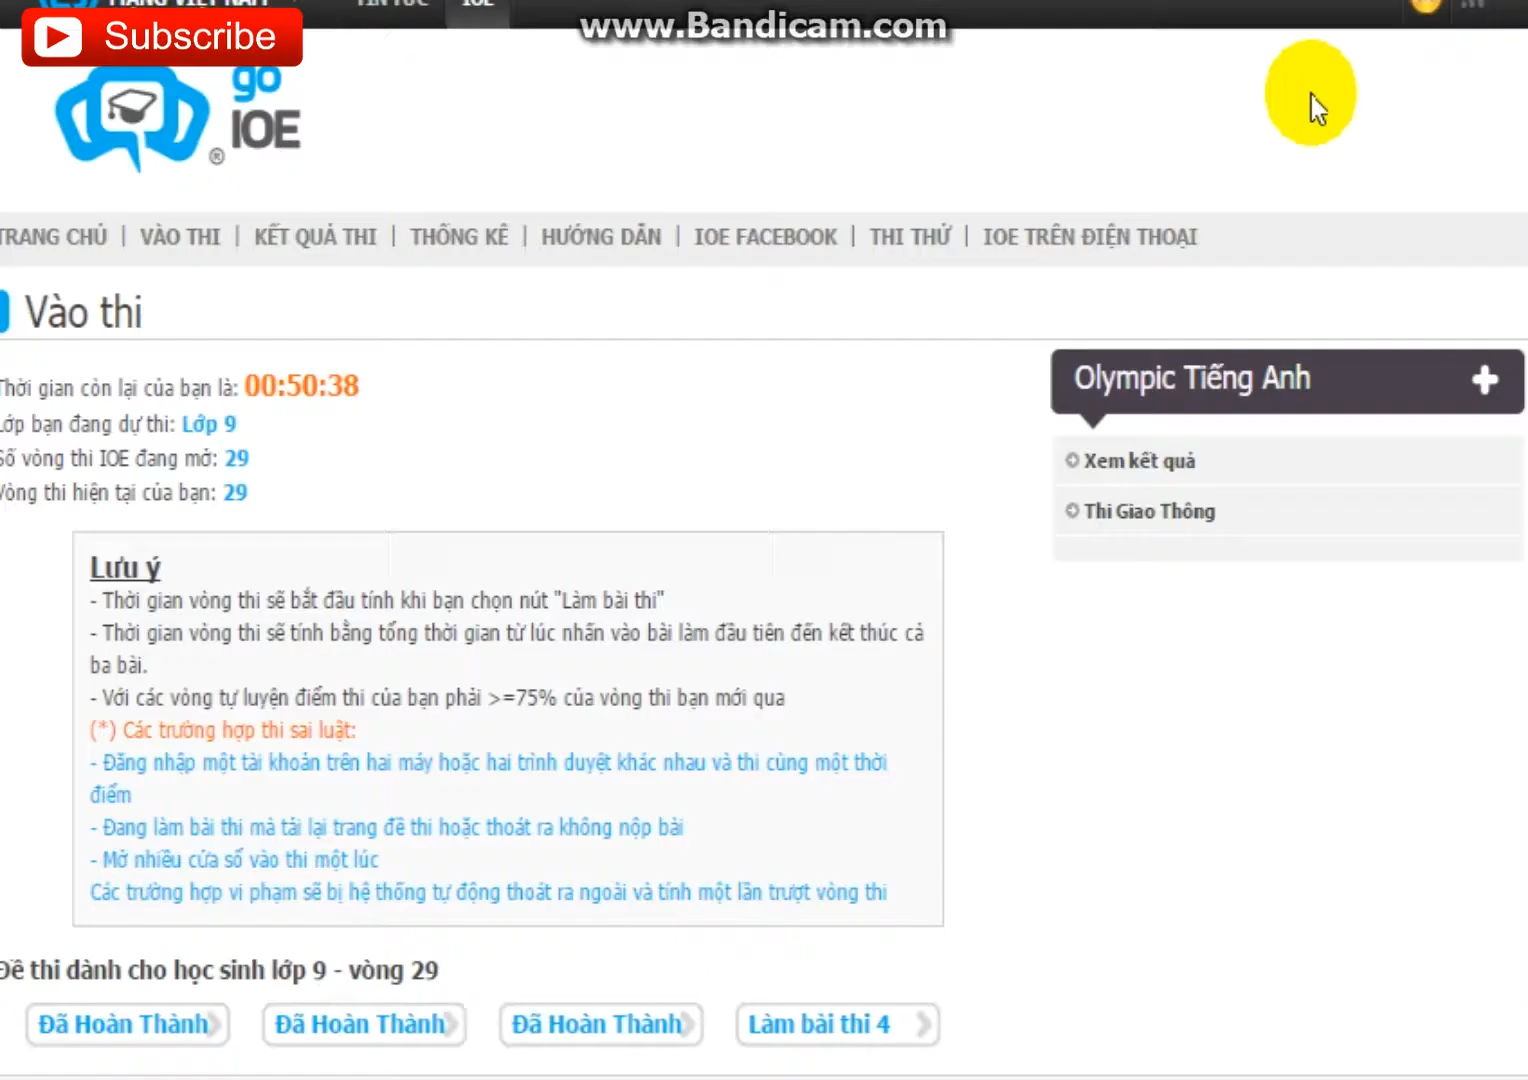 MẠNG VIỆT NAM TIN TỨC IOE
www.Bandicam.com
Subscribe
go
IOE
®
TRANG CHỦ | VÀO THI | KẾT QUẢ THI | THỐNG KÊ | HƯỚNG DẪN | IOE FACEBOOK | THI THỬ | IOE TRÊN ĐIỆN THOẠI
Vào thi
Thời gian còn lại của bạn là: 00:50:38
Lớp bạn đang dự thi: Lớp 9
Số vòng thi IOE đang mở: 29
Vòng thi hiện tại của bạn: 29
Olympic Tiếng Anh
Xem kết quả
Thi Giao Thông
Lưu ý
- Thời gian vòng thi sẽ bắt đầu tính khi bạn chọn nút "Làm bài thi"
- Thời gian vòng thi sẽ tính bằng tổng thời gian từ lúc nhấn vào bài làm đầu tiên đến kết thúc cả
ba bài.
- Với các vòng tự luyện điểm thi của bạn phải >=75% của vòng thi bạn mới qua
(*) Các trường hợp thi sai luật:
- Đăng nhập một tài khoản trên hai máy hoặc hai trình duyệt khác nhau và thi cùng một thời
điểm
- Đang làm bài thi mà tải lại trang đề thi hoặc thoát ra không nộp bài
- Mở nhiều cửa sổ vào thi một lúc
Các trường hợp vi phạm sẽ bị hệ thống tự động thoát ra ngoài và tính một lần trượt vòng thi
Đề thi dành cho học sinh lớp 9 - vòng 29
Đã Hoàn Thành Đã Hoàn Thành Đã Hoàn Thành Làm bài thi 4